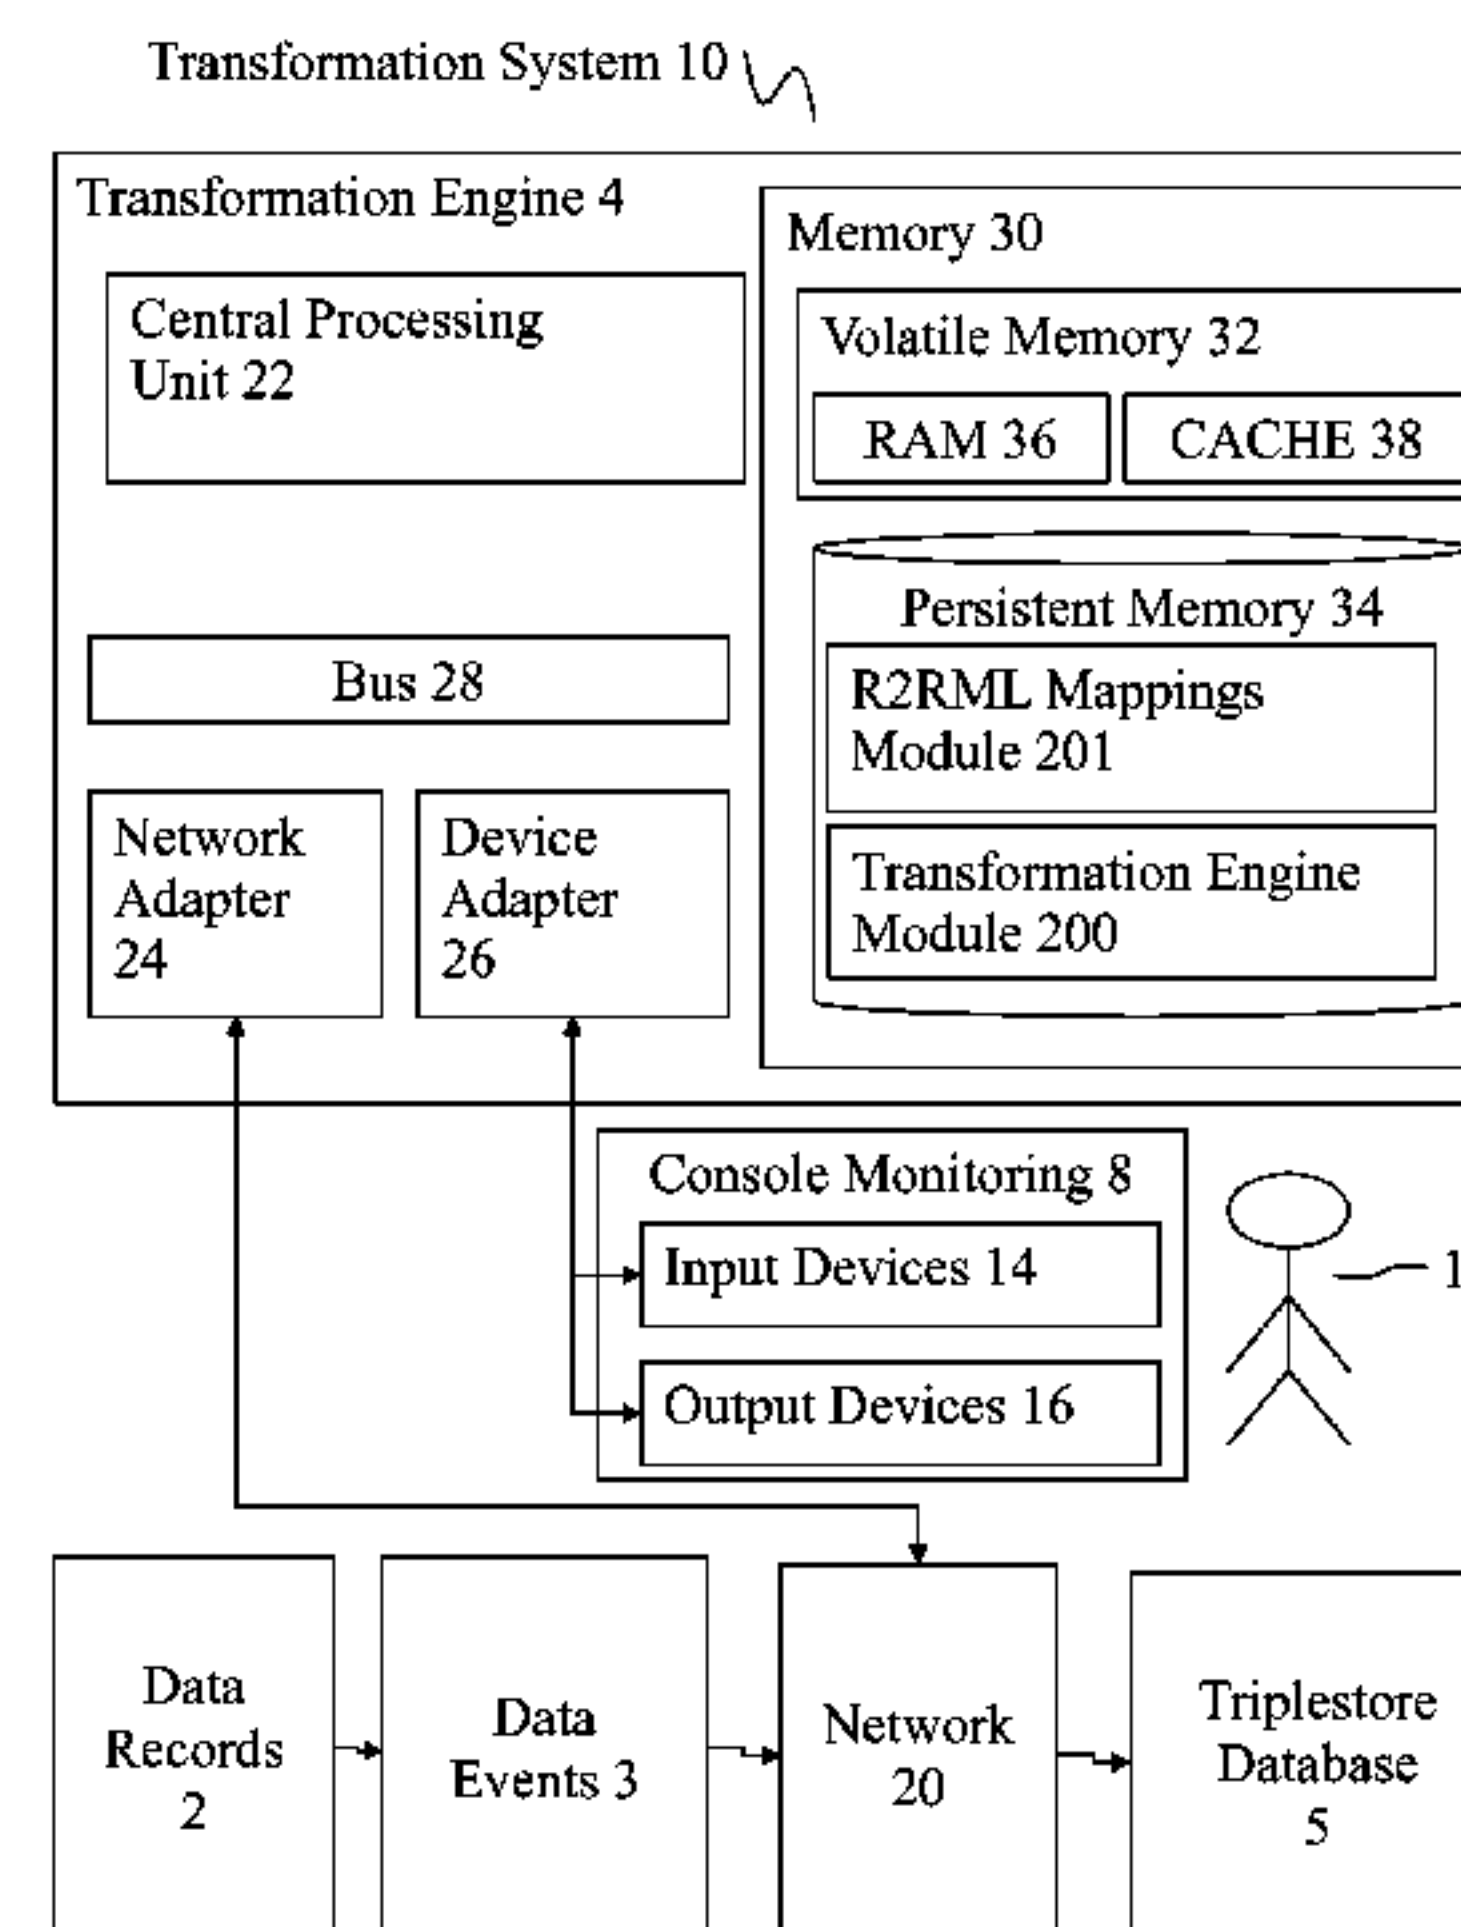 Transformation System 10
Transformation Engine 4
Central Processing
Unit 22
Bus 28
Network
Adapter
24
Device
Adapter
26
Memory 30
Volatile Memory 32
RAM 36
CACHE 38
Persistent Memory 34
R2RML Mappings
Module 201
Transformation Engine
Module 200
Console Monitoring 8
Input Devices 14
Output Devices 16
Data
Records
2
Data
Events 3
Network
20
Triplestore
Database
5